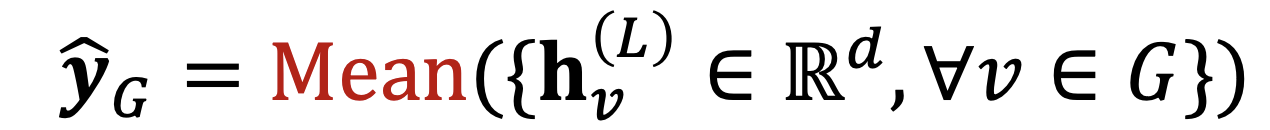 ŷ_G = Mean({h_v^(L) ∈ ℝ^d, ∀v ∈ G})